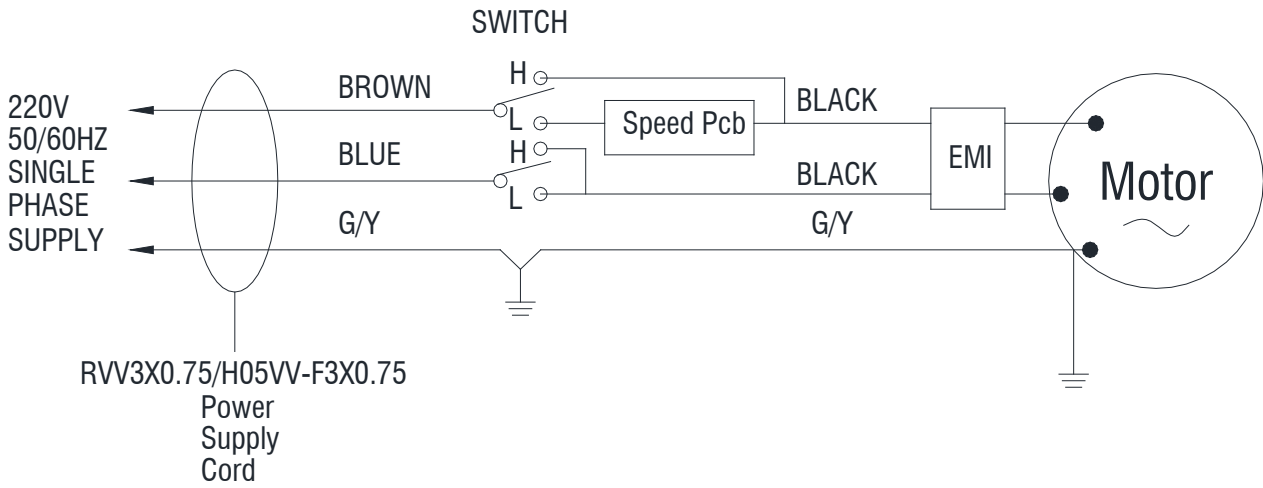 SWITCH
220V
50/60HZ
SINGLE
PHASE
SUPPLY
BROWN
BLUE
G/Y
H
L
H
L
Speed Pcb
BLACK
BLACK
G/Y
EMI
Motor
RVV3X0.75/H05VV-F3X0.75
Power
Supply
Cord